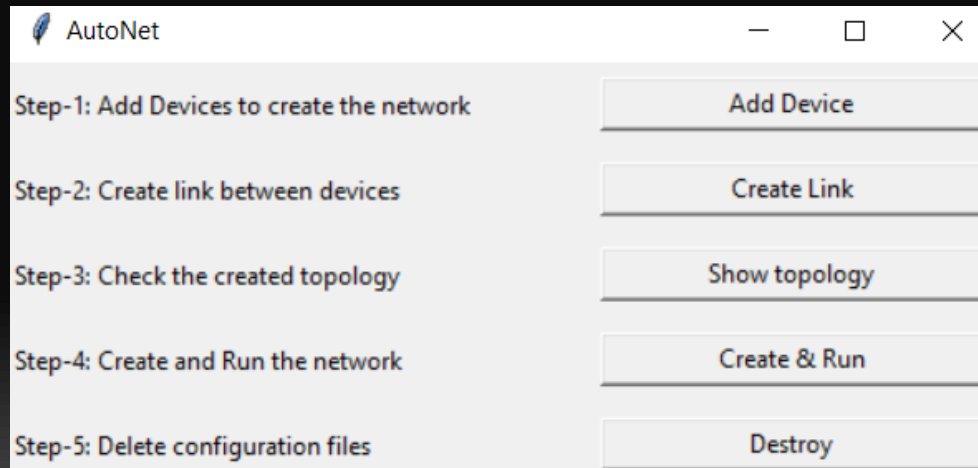 AutoNet
Step-1: Add Devices to create the network Add Device
Step-2: Create link between devices Create Link
Step-3: Check the created topology Show topology
Step-4: Create and Run the network Create & Run
Step-5: Delete configuration files Destroy